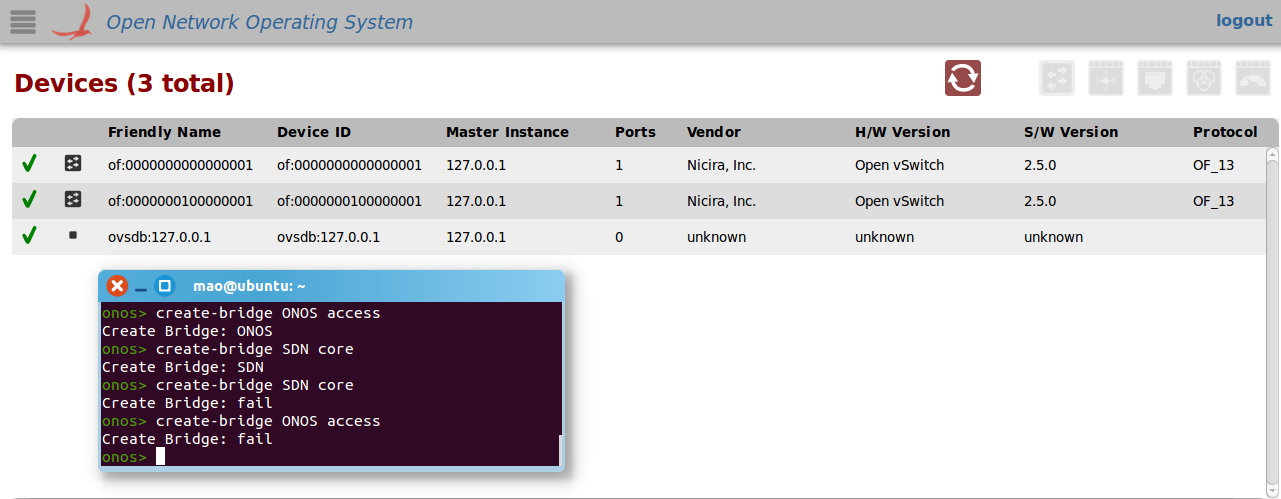 Open Network Operating System
logout
Devices (3 total)
Friendly Name Device ID Master Instance Ports Vendor H/W Version S/W Version Protocol
of:0000000000000001 of:0000000000000001 127.0.0.1 1 Nicira, Inc. Open vSwitch 2.5.0 OF_13
of:0000000100000001 of:0000000100000001 127.0.0.1 1 Nicira, Inc. Open vSwitch 2.5.0 OF_13
ovsdb:127.0.0.1 ovsdb:127.0.0.1 127.0.0.1 0 unknown unknown unknown
mao@ubuntu: ~
onos> create-bridge ONOS access
Create Bridge: ONOS
onos> create-bridge SDN core
Create Bridge: SDN
onos> create-bridge SDN core
Create Bridge: fail
onos> create-bridge ONOS access
Create Bridge: fail
onos>